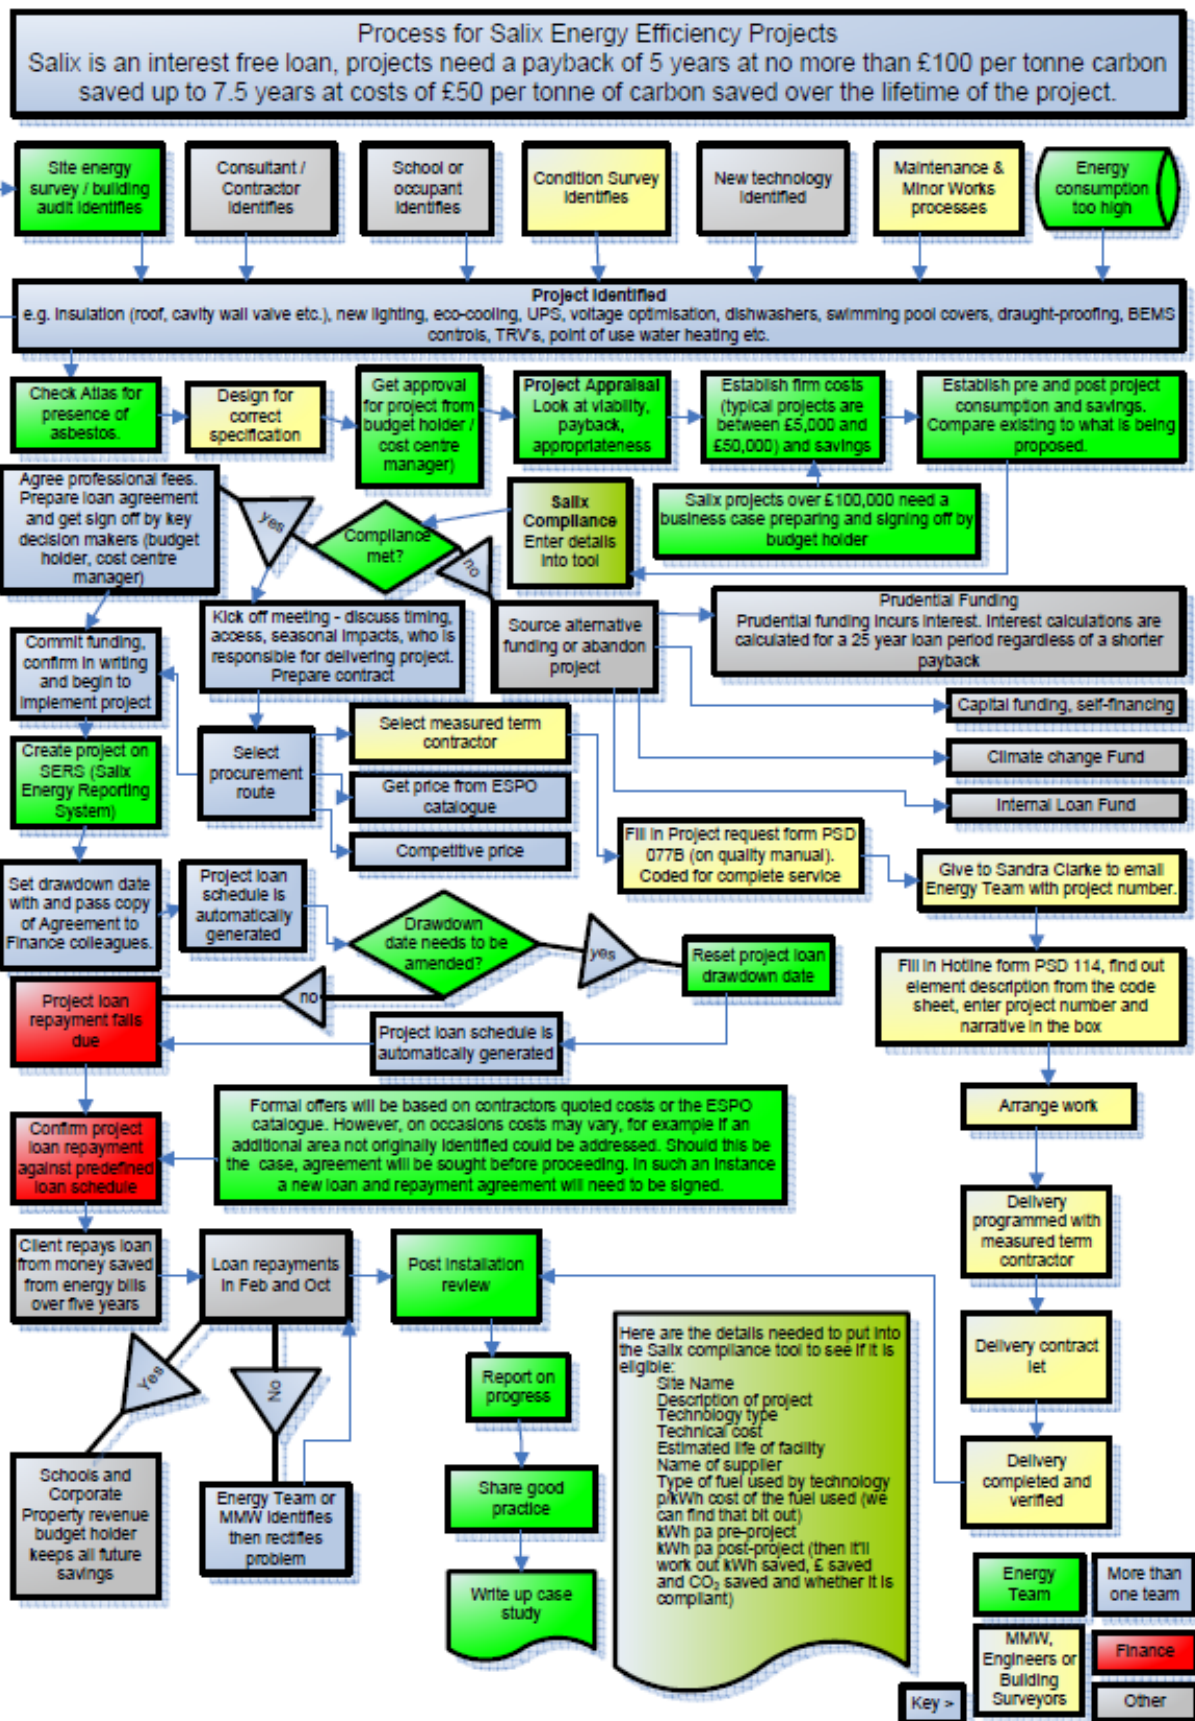 Process for Salix Energy Efficiency Projects
Salix is an interest free loan, projects need a payback of 5 years at no more than £100 per tonne carbon
saved up to 7.5 years at costs of £50 per tonne of carbon saved over the lifetime of the project.
Site energy
survey / building
audit identifies
Consultant /
Contractor
identifies
School or
occupant
identifies
Condition Survey
identifies
New technology
identified
Maintenance &
Minor Works
processes
Energy
consumption
too high
Project Identified
e.g. Insulation (roof, cavity wall valve etc.), new lighting, eco-cooling, UPS, voltage optimisation, dishwashers, swimming pool covers, draught-proofing, BEMS
controls, TRV's, point of use water heating etc.
Check Atlas for
presence of
asbestos.
Design for
correct
specification
Get approval
for project from
budget holder /
cost centre
manager)
Project Appraisal
Look at viability,
payback,
appropriateness
Establish firm costs
(typical projects are
between £5,000 and
£50,000) and savings
Establish pre and post project
consumption and savings.
Compare existing to what is being
proposed.
Agree professional fees.
Prepare loan agreement
and get sign off by key
decision makers (budget
holder, cost centre
manager)
yes
Compliance
met?
no
Salix
Compliance
Enter details
into tool
Salix projects over £100,000 need a
business case preparing and signing off by
budget holder
Commit funding,
confirm in writing
and begin to
implement project
Kick off meeting - discuss timing,
access, seasonal impacts, who is
responsible for delivering project.
Prepare contract
Source alternative
funding or abandon
project
Prudential Funding
Prudential funding incurs interest. Interest calculations are
calculated for a 25 year loan period regardless of a shorter
payback
Capital funding, self-financing
Climate change Fund
Internal Loan Fund
Create project on
SERS (Salix
Energy Reporting
System)
Select
procurement
route
Select measured term
contractor
Get price from ESPO
catalogue
Competitive price
Fill in Project request form PSD
077B (on quality manual).
Coded for complete service
Give to Sandra Clarke to email
Energy Team with project number.
Set drawdown date
with and pass copy
of Agreement to
Finance colleagues.
Project loan
schedule is
automatically
generated
Drawdown
date needs to be
amended?
yes
Reset project loan
drawdown date
Fill in Hotline form PSD 114, find out
element description from the code
sheet, enter project number and
narrative in the box
no
Project loan
repayment falls
due
Project loan schedule is
automatically generated
Arrange work
Confirm project
loan repayment
against predefined
loan schedule
Formal offers will be based on contractors quoted costs or the ESPO
catalogue. However, on occasions costs may vary, for example if an
additional area not originally identified could be addressed. Should this be
the case, agreement will be sought before proceeding. In such an instance
a new loan and repayment agreement will need to be signed.
Delivery
programmed with
measured term
contractor
Client repays loan
from money saved
from energy bills
over five years
Loan repayments
in Feb and Oct
Post installation
review
Delivery contract
let
Yes
No
Report on
progress
Here are the details needed to put into
the Salix compliance tool to see if it is
eligible:
Site Name
Description of project
Technology type
Technical cost
Estimated life of facility
Name of supplier
Type of fuel used by technology
p/kWh cost of the fuel used (we
can find that bit out)
kWh pa pre-project
kWh pa post-project (then it'll
work out kWh saved, £ saved
and CO₂ saved and whether it is
compliant)
Delivery
completed and
verified
Schools and
Corporate
Property revenue
budget holder
keeps all future
savings
Energy Team or
MMW identifies
then rectifies
problem
Share good
practice
Write up case
study
Key >
Energy
Team
More than
one team
MMW,
Engineers or
Building
Surveyors
Finance
Other